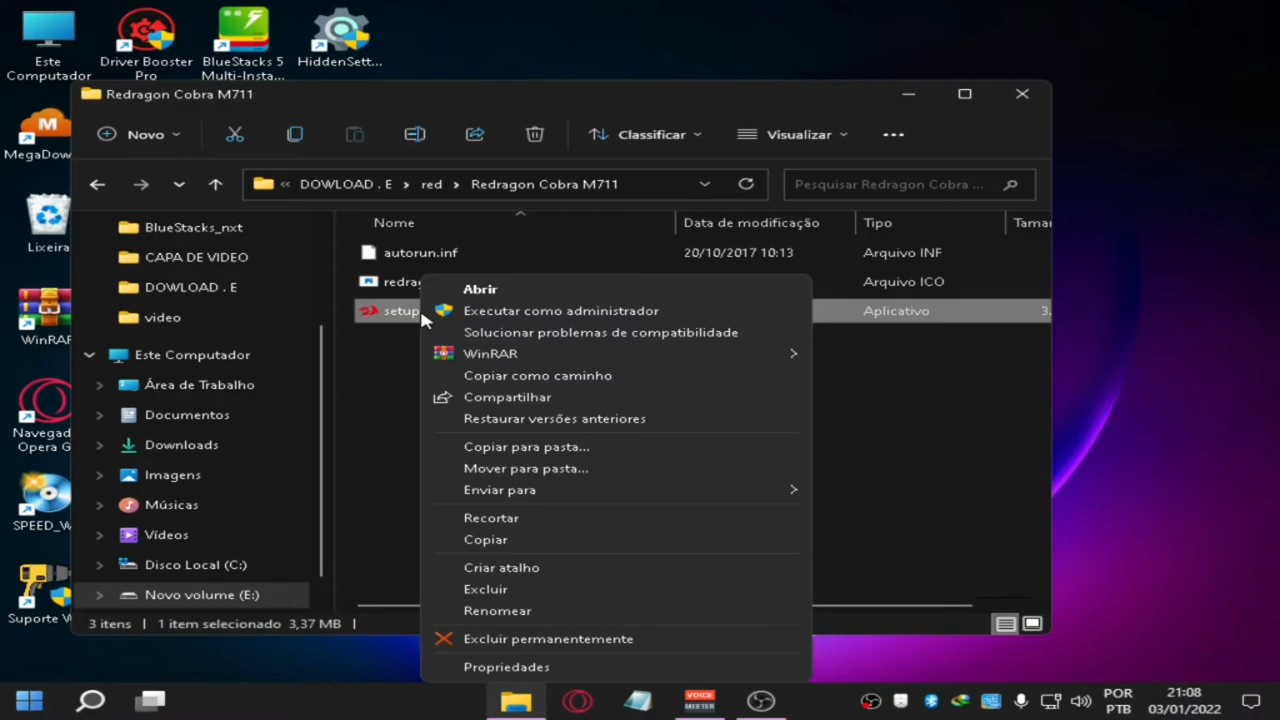 Este
Computador
Driver Booster
Pro
BlueStacks 5
Multi-Insta...
HiddenSett...
MegaDow
Lixeira
WinRAR
Navegad
Opera G
SPEED_W
Suporte W
Redragon Cobra M711
Novo
Classificar
Visualizar
•••
« DOWLOAD . E > red > Redragon Cobra M711
Pesquisar Redragon Cobra ...
Nome
Data de modificação
Tipo
Taman
BlueStacks_nxt
CAPA DE VIDEO
DOWLOAD . E
video
Este Computador
Área de Trabalho
Documentos
Downloads
Imagens
Músicas
Vídeos
Disco Local (C:)
Novo volume (E:)
autorun.inf
20/10/2017 10:13
Arquivo INF
redrag
Arquivo ICO
setup
Aplicativo
3.
Abrir
Executar como administrador
Solucionar problemas de compatibilidade
WinRAR
Copiar como caminho
Compartilhar
Restaurar versões anteriores
Copiar para pasta...
Mover para pasta...
Enviar para
Recortar
Copiar
Criar atalho
Excluir
Renomear
Excluir permanentemente
Propriedades
3 itens
1 item selecionado 3,37 MB
VOICE
MEETER
POR
PTB
21:08
03/01/2022